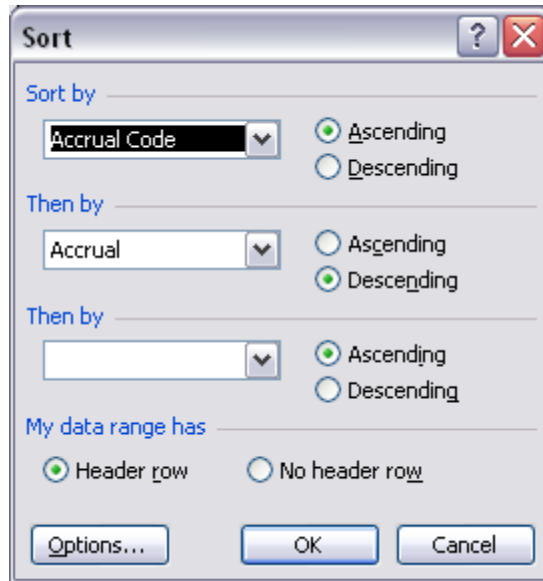 Sort
Sort by
Accrual Code
Ascending
Descending
Then by
Accrual
Ascending
Descending
Then by
Ascending
Descending
My data range has
Header row
No header row
Options...
OK
Cancel